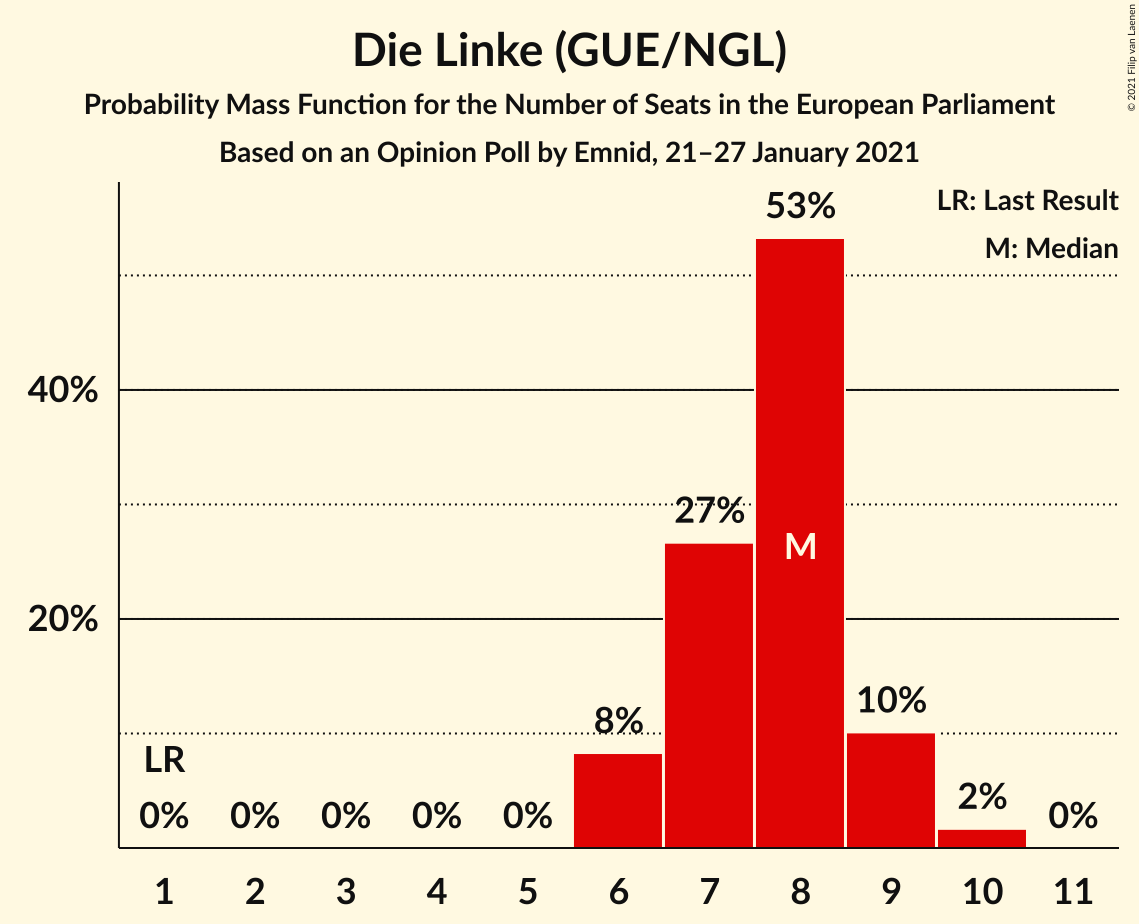 Die Linke (GUE/NGL)
Probability Mass Function for the Number of Seats in the European Parliament
Based on an Opinion Poll by Emnid, 21–27 January 2021
© 2021 Filip van Laenen
LR: Last Result
M: Median
53%
40%
27%
M
20%
10%
8%
LR
2%
0% 0% 0% 0% 0% 0%
1 2 3 4 5 6 7 8 9 10 11